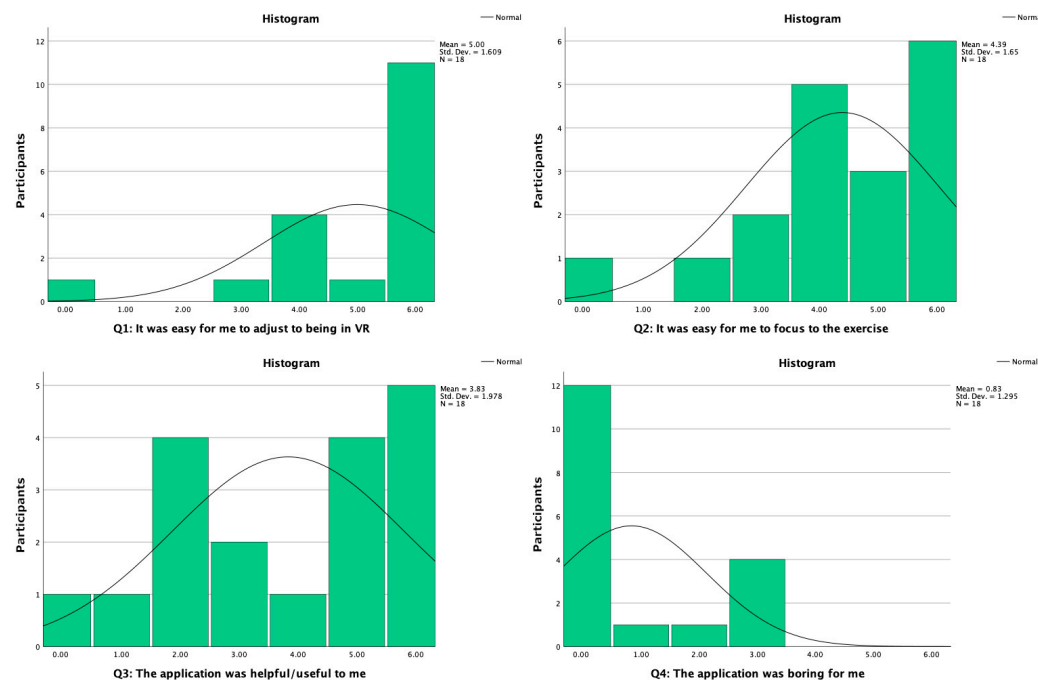 Histogram
Normal
Mean = 5.00
Std. Dev. = 1.609
N = 18
Participants
12
10
8
6
4
2
0
0.00 1.00 2.00 3.00 4.00 5.00 6.00
Q1: It was easy for me to adjust to being in VR
Histogram
Norm
Mean = 4.39
Std. Dev. = 1.65
N = 18
Participants
6
5
4
3
2
1
0
0.00 1.00 2.00 3.00 4.00 5.00 6.00
Q2: It was easy for me to focus to the exercise
Histogram
Normal
Mean = 3.83
Std. Dev. = 1.978
N = 18
Participants
5
4
3
2
1
0
0.00 1.00 2.00 3.00 4.00 5.00 6.00
Q3: The application was helpful/useful to me
Histogram
Normal
Mean = 0.83
Std. Dev. = 1.295
N = 18
Participants
12
10
8
6
4
2
0
0.00 1.00 2.00 3.00 4.00 5.00 6.00
Q4: The application was boring for me